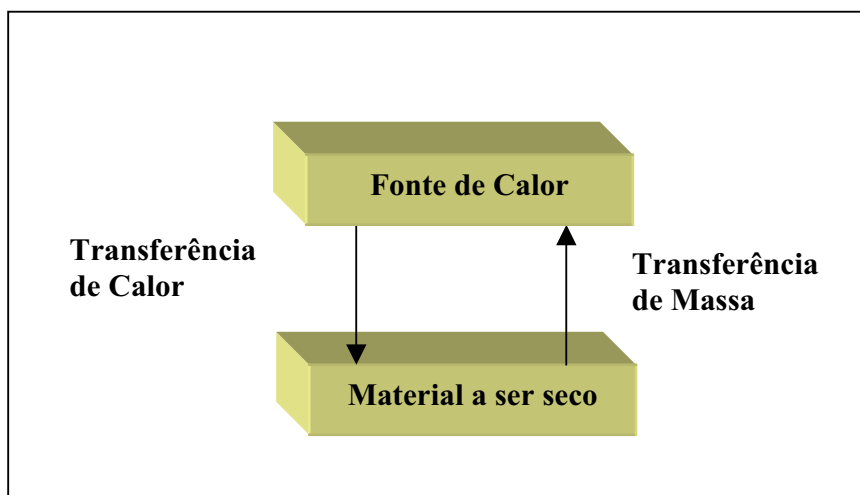 Fonte de Calor
Transferência
de Calor
Transferência
de Massa
Material a ser seco